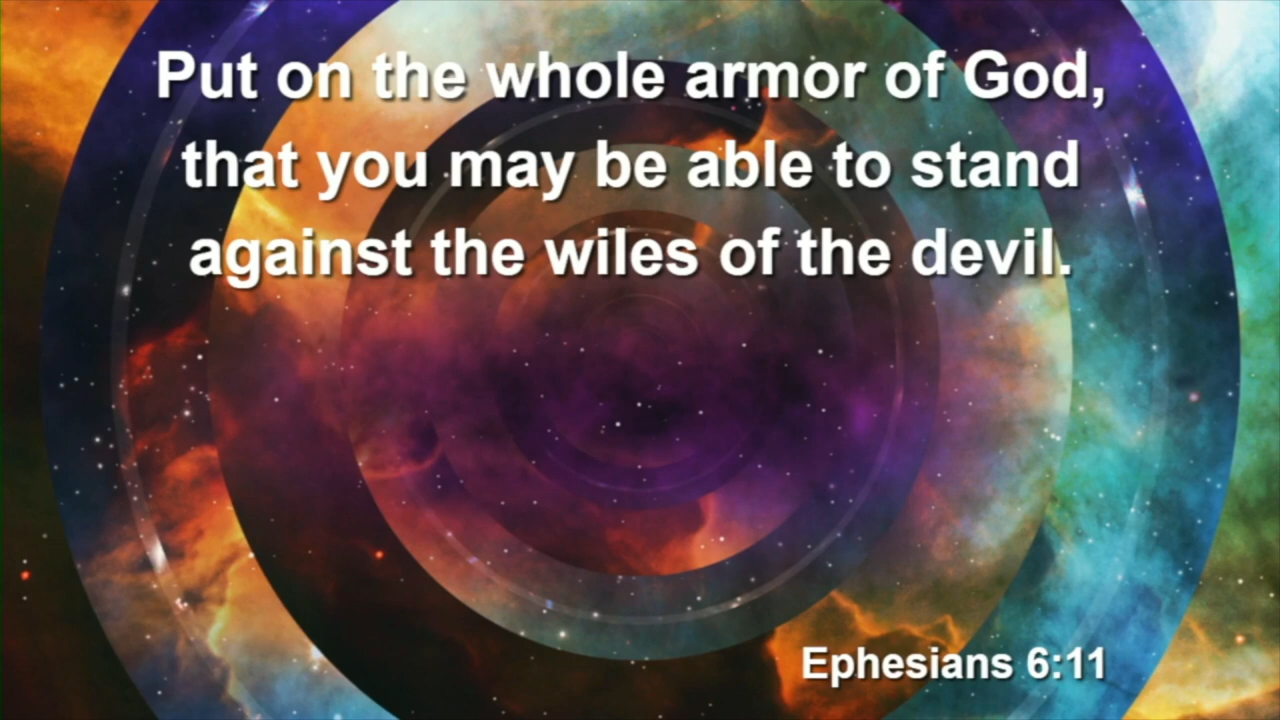 Put on the whole armor of God,
that you may be able to stand
against the wiles of the devil.
Ephesians 6:11